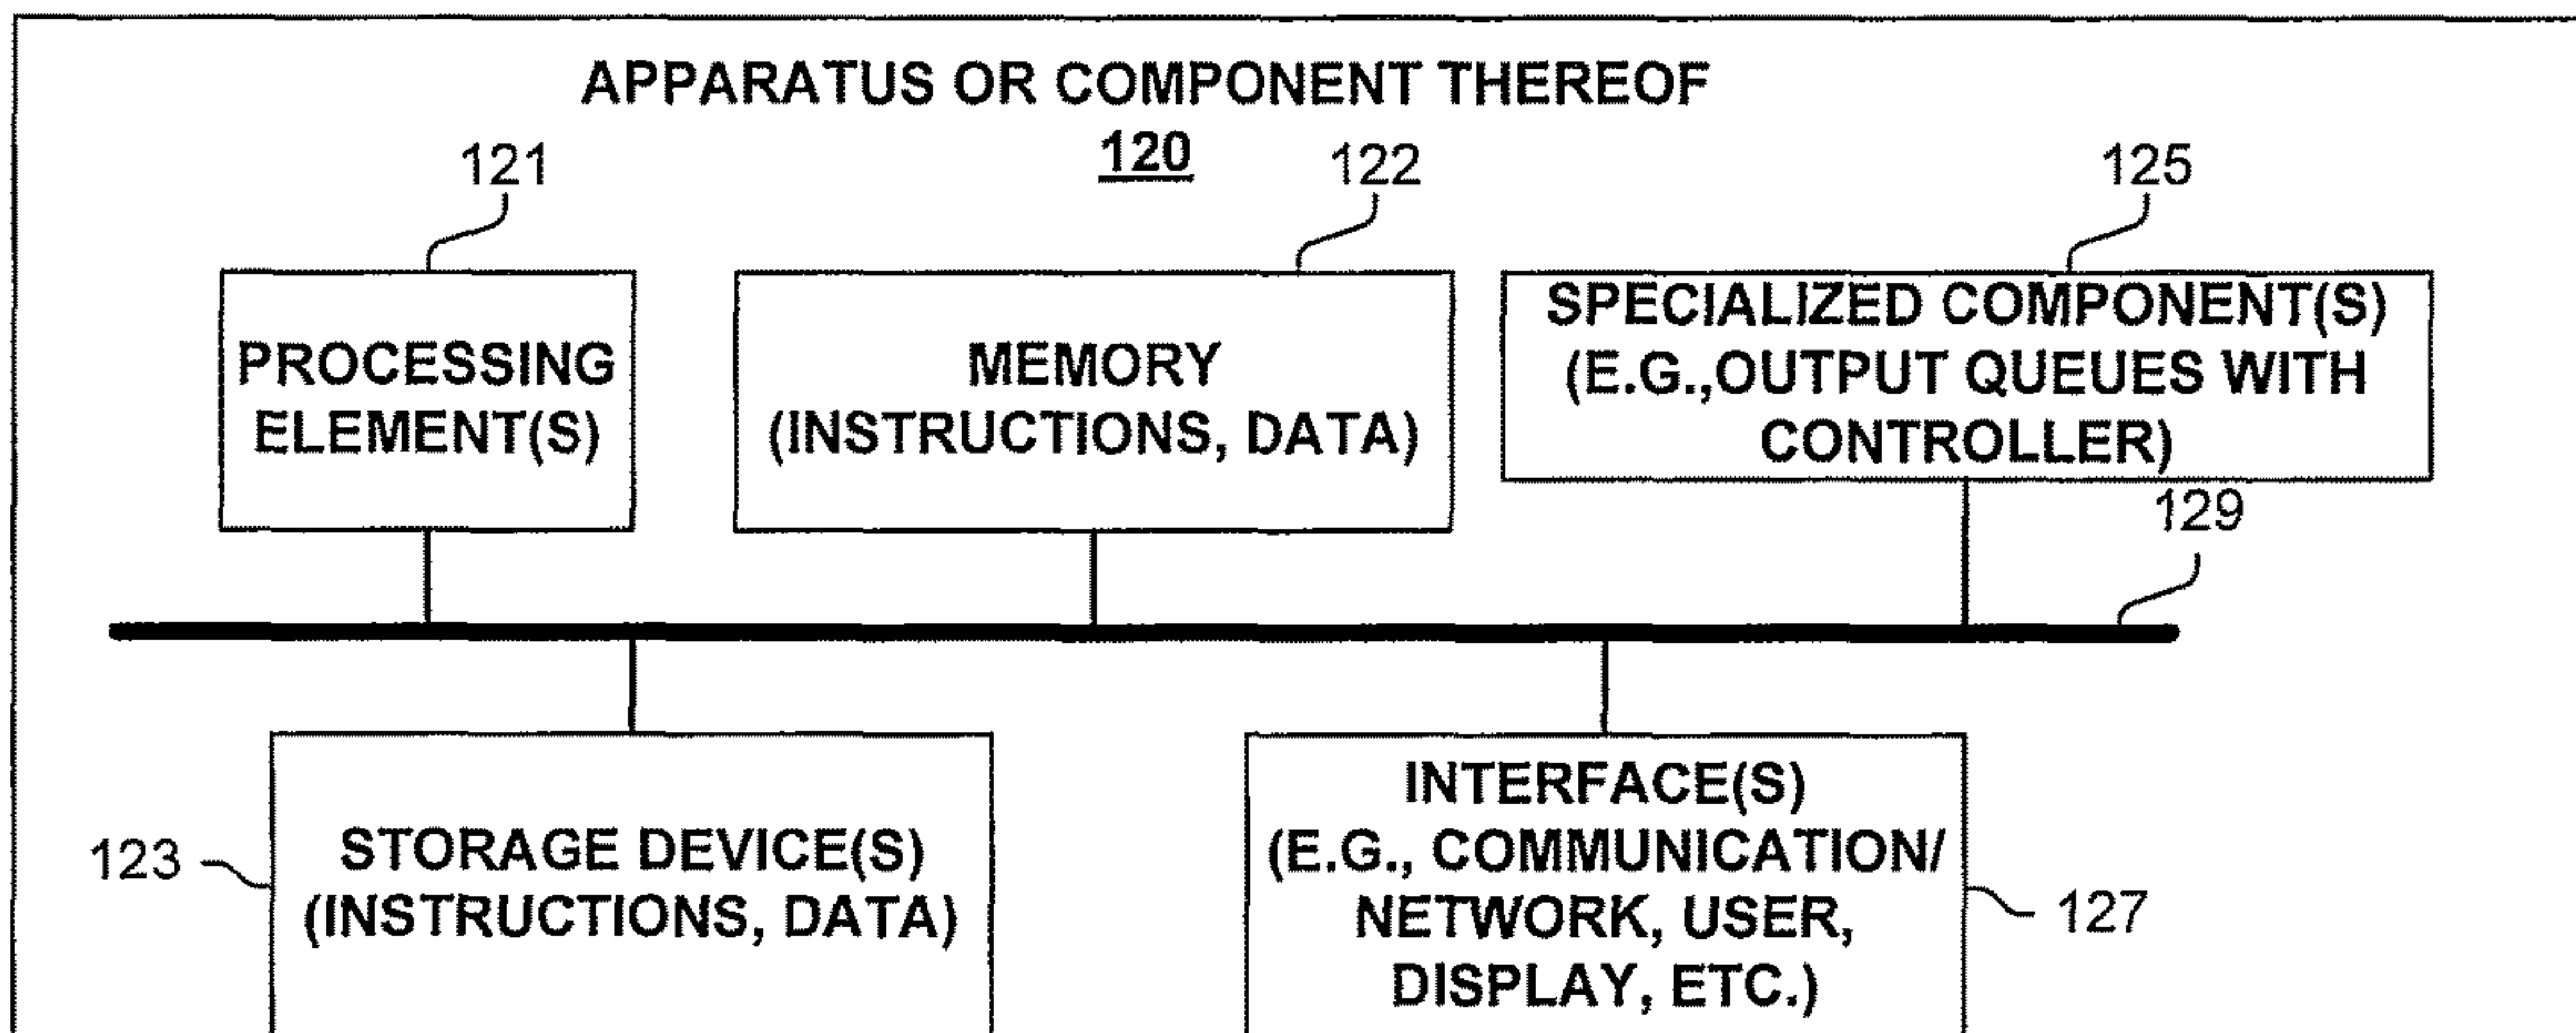 APPARATUS OR COMPONENT THEREOF
120
121
122
125
PROCESSING
ELEMENT(S)
MEMORY
(INSTRUCTIONS, DATA)
SPECIALIZED COMPONENT(S)
(E.G.,OUTPUT QUEUES WITH
CONTROLLER)
129
123
STORAGE DEVICE(S)
(INSTRUCTIONS, DATA)
INTERFACE(S)
(E.G., COMMUNICATION/
NETWORK, USER,
DISPLAY, ETC.)
127